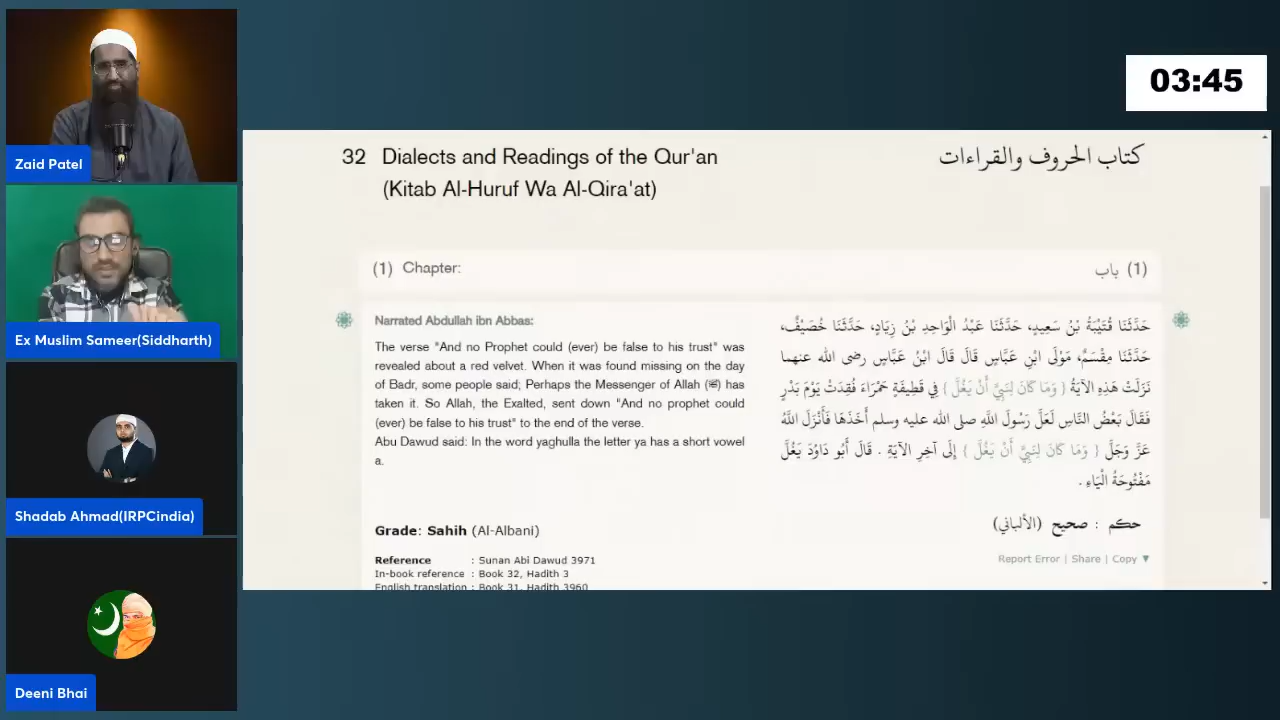 Zaid Patel
Ex Muslim Sameer(Siddharth)
Shadab Ahmad(IRPCindia)
Deeni Bhai
03:45
32 Dialects and Readings of the Qur'an
(Kitab Al-Huruf Wa Al-Qira'at)
كتاب الحروف والقراءات
(1) Chapter:
(1) باب
Narrated Abdullah ibn Abbas:
The verse "And no Prophet could (ever) be false to his trust" was
revealed about a red velvet. When it was found missing on the day
of Badr, some people said; Perhaps the Messenger of Allah (ﷺ) has
taken it. So Allah, the Exalted, sent down "And no prophet could
(ever) be false to his trust" to the end of the verse.
Abu Dawud said: In the word yaghulla the letter ya has a short vowel
a.
حَدَّثَنَا قُتَيْبَةُ بْنُ سَعِيدٍ، حَدَّثَنَا عَبْدُ الْوَاحِدِ بْنُ زِيَادٍ، حَدَّثَنَا خُصَيْفٌ،
حَدَّثَنَا مِقْسَمٌ، مَوْلَى ابْنِ عَبَّاسٍ قَالَ قَالَ ابْنُ عَبَّاسٍ رضى الله عنهما
نَزَلَتْ هَذِهِ الآيَةُ ‏{‏ وَمَا كَانَ لِنَبِيٍّ أَنْ يَغُلَّ ‏}‏ فِي قَطِيفَةٍ حَمْرَاءَ فُقِدَتْ يَوْمَ بَدْرٍ
فَقَالَ بَعْضُ النَّاسِ لَعَلَّ رَسُولَ اللَّهِ صلى الله عليه وسلم أَخَذَهَا فَأَنْزَلَ اللَّهُ
عَزَّ وَجَلَّ ‏{‏ وَمَا كَانَ لِنَبِيٍّ أَنْ يَغُلَّ ‏}‏ إِلَى آخِرِ الآيَةِ ‏.‏ قَالَ أَبُو دَاوُدَ يَغُلَّ
مَفْتُوحَةُ الْيَاءِ ‏.‏
Grade: Sahih (Al-Albani)
حكم : صحيح (الألباني)
Reference : Sunan Abi Dawud 3971
In-book reference : Book 32, Hadith 3
English translation : Book 31, Hadith 3960
Report Error | Share | Copy ▼